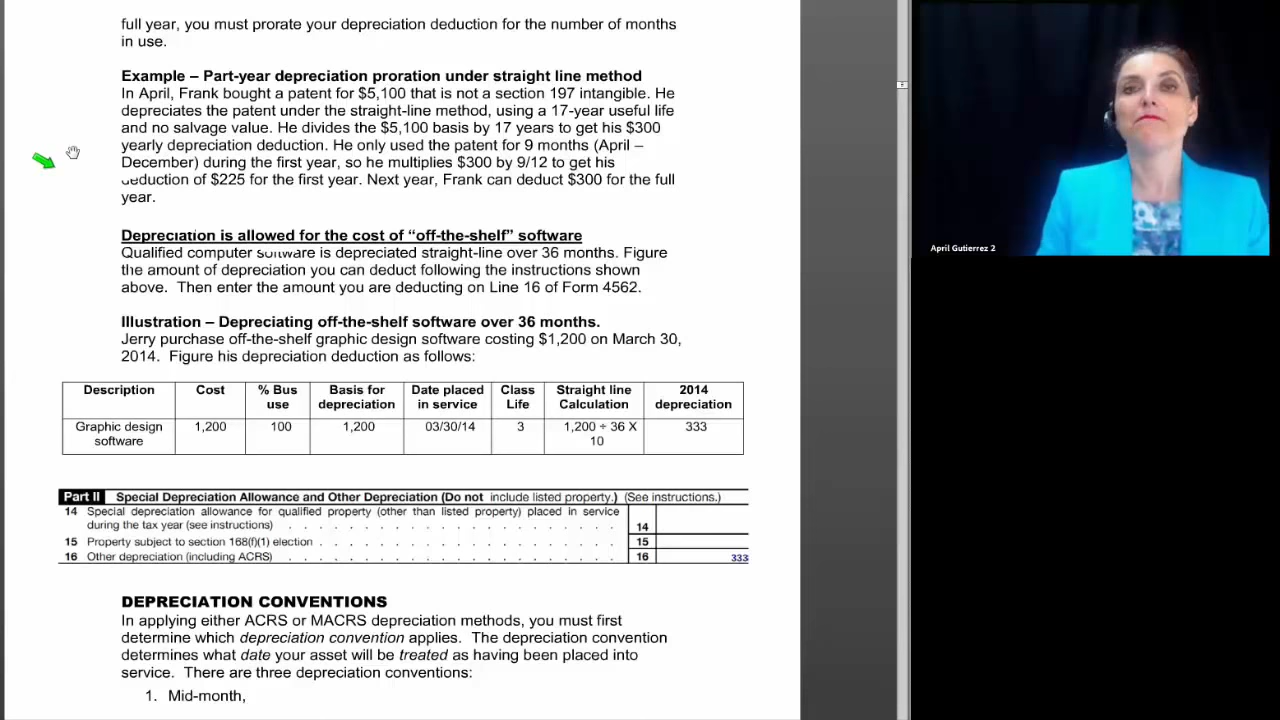 full year, you must prorate your depreciation deduction for the number of months
in use.
Example – Part-year depreciation proration under straight line method
In April, Frank bought a patent for $5,100 that is not a section 197 intangible. He
depreciates the patent under the straight-line method, using a 17-year useful life
and no salvage value. He divides the $5,100 basis by 17 years to get his $300
yearly depreciation deduction. He only used the patent for 9 months (April –
December) during the first year, so he multiplies $300 by 9/12 to get his
deduction of $225 for the first year. Next year, Frank can deduct $300 for the full
year.
Depreciation is allowed for the cost of “off-the-shelf” software
Qualified computer software is depreciated straight-line over 36 months. Figure
the amount of depreciation you can deduct following the instructions shown
above. Then enter the amount you are deducting on Line 16 of Form 4562.
Illustration – Depreciating off-the-shelf software over 36 months.
Jerry purchase off-the-shelf graphic design software costing $1,200 on March 30,
2014. Figure his depreciation deduction as follows:
Description Cost % Bus use Basis for depreciation Date placed in service Class Life Straight line Calculation 2014 depreciation
Graphic design software 1,200 100 1,200 03/30/14 3 1,200 ÷ 36 X 10 333
Part II Special Depreciation Allowance and Other Depreciation (Do not include listed property.) (See instructions.)
14 Special depreciation allowance for qualified property (other than listed property) placed in service
during the tax year (see instructions) . . . . . . . . . . . . . . . . . 14
15 Property subject to section 168(f)(1) election . . . . . . . . . . . . . . . 15
16 Other depreciation (including ACRS) . . . . . . . . . . . . . . . . . 16 333
DEPRECIATION CONVENTIONS
In applying either ACRS or MACRS depreciation methods, you must first
determine which depreciation convention applies. The depreciation convention
determines what date your asset will be treated as having been placed into
service. There are three depreciation conventions:
1. Mid-month,
April Gutierrez 2